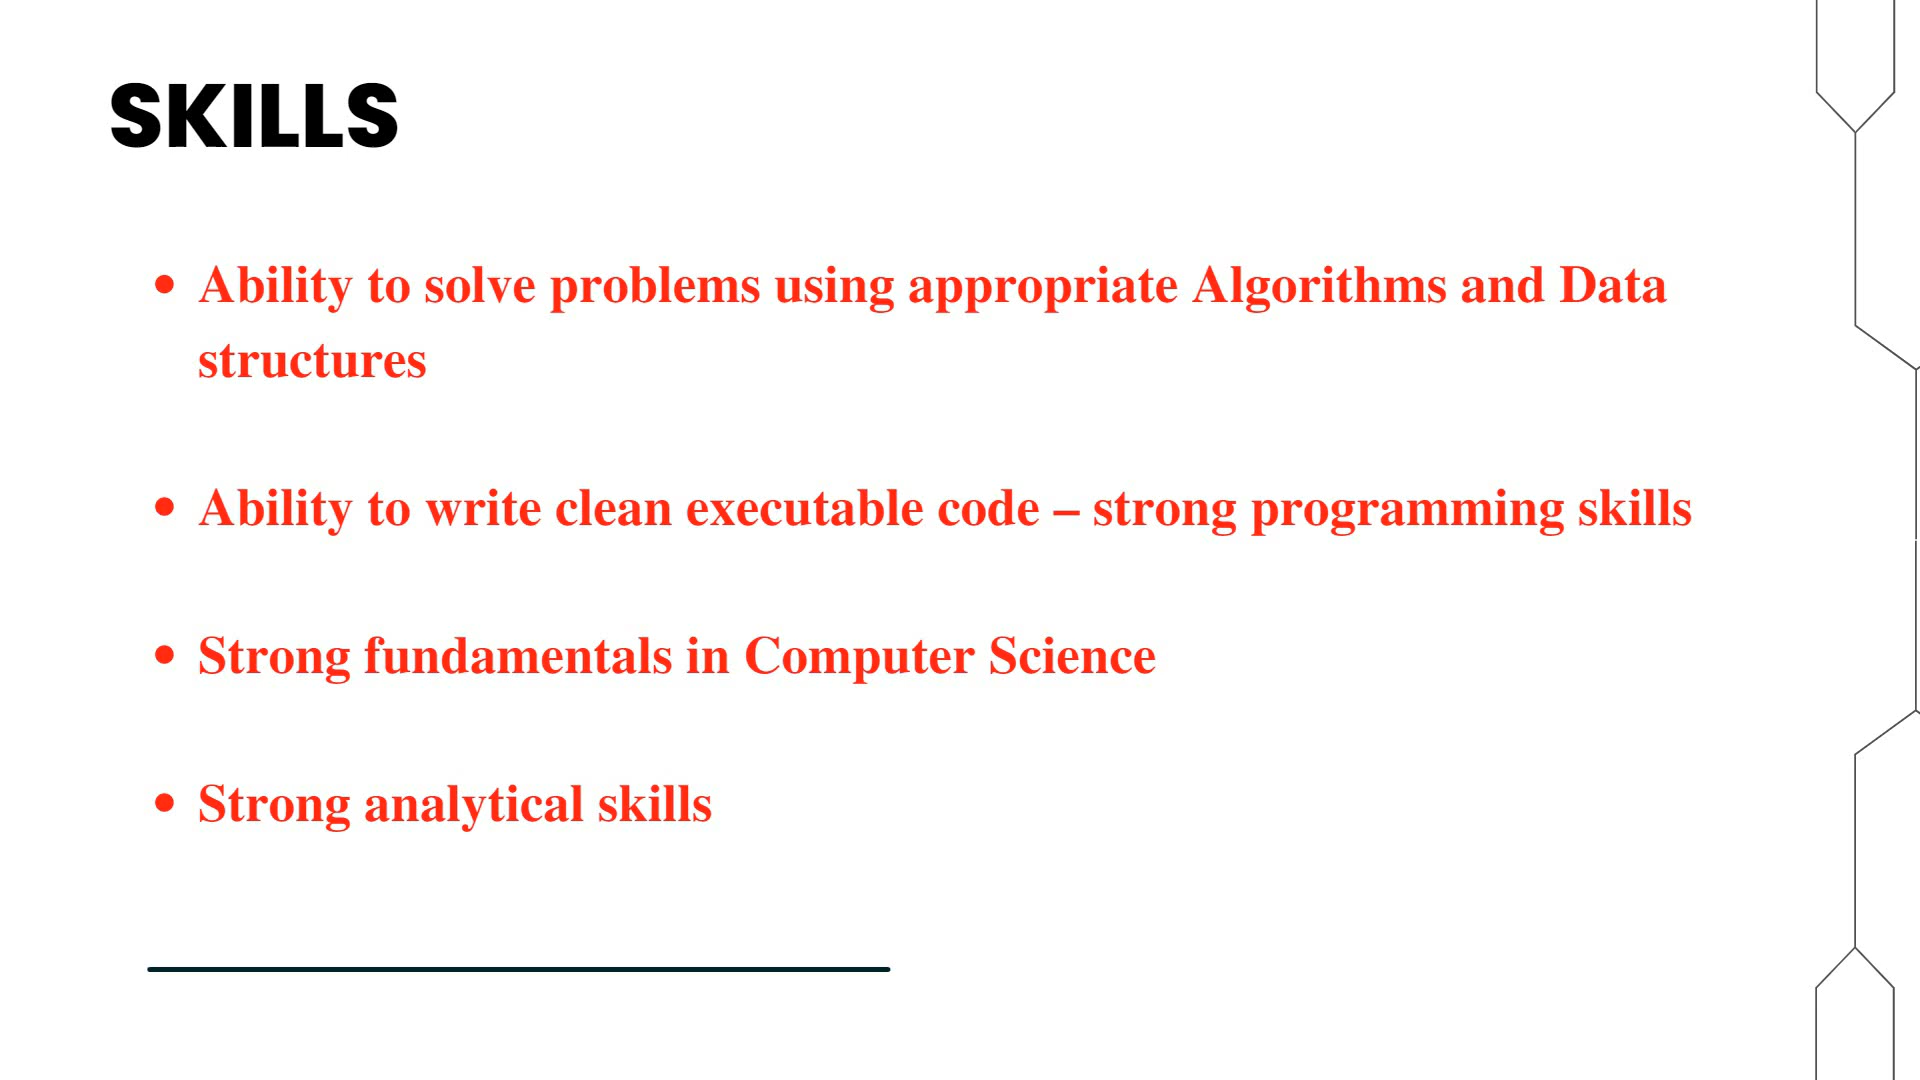 SKILLS
• Ability to solve problems using appropriate Algorithms and Data
structures
• Ability to write clean executable code – strong programming skills
• Strong fundamentals in Computer Science
• Strong analytical skills